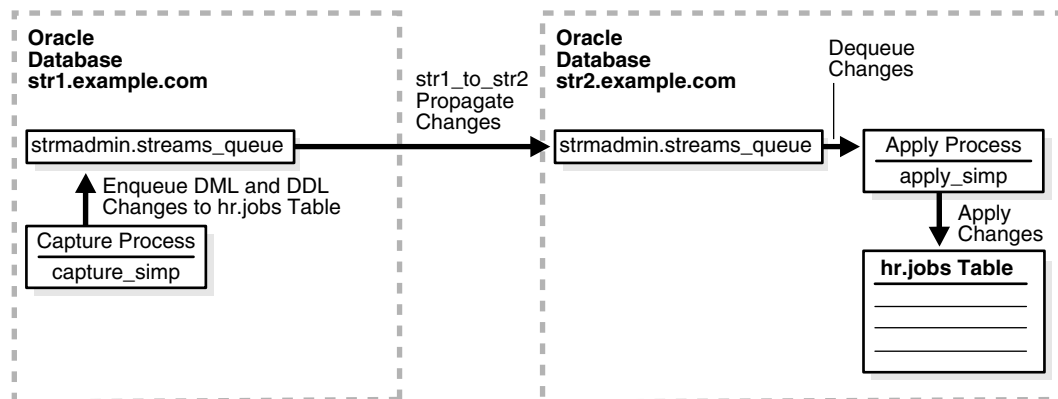 Oracle
Database
str1.example.com
str1_to_str2
Propagate
Changes
Oracle
Database
str2.example.com
Dequeue
Changes
strmadmin.streams_queue
strmadmin.streams_queue
Apply Process
apply_simp
Enqueue DML and DDL
Changes to hr.jobs Table
Capture Process
capture_simp
Apply
Changes
hr.jobs Table